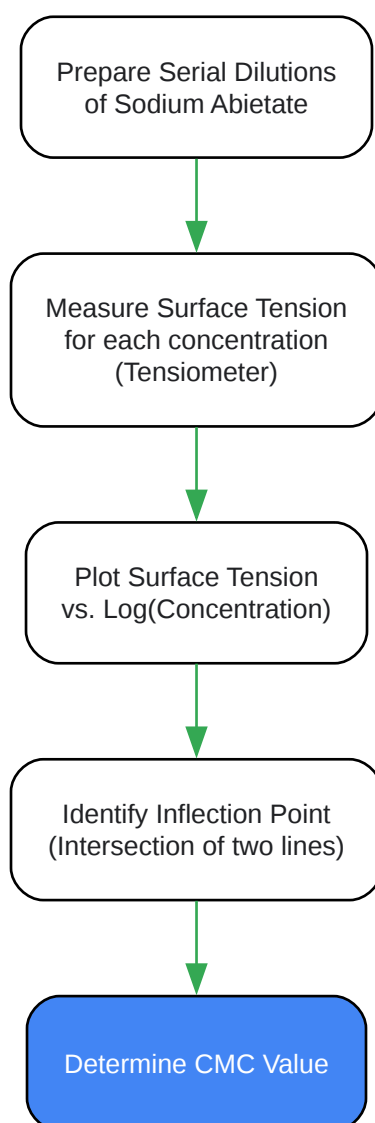 Prepare Serial Dilutions
of Sodium Abietate
Measure Surface Tension
for each concentration
(Tensiometer)
Plot Surface Tension
vs. Log(Concentration)
Identify Inflection Point
(Intersection of two lines)
Determine CMC Value